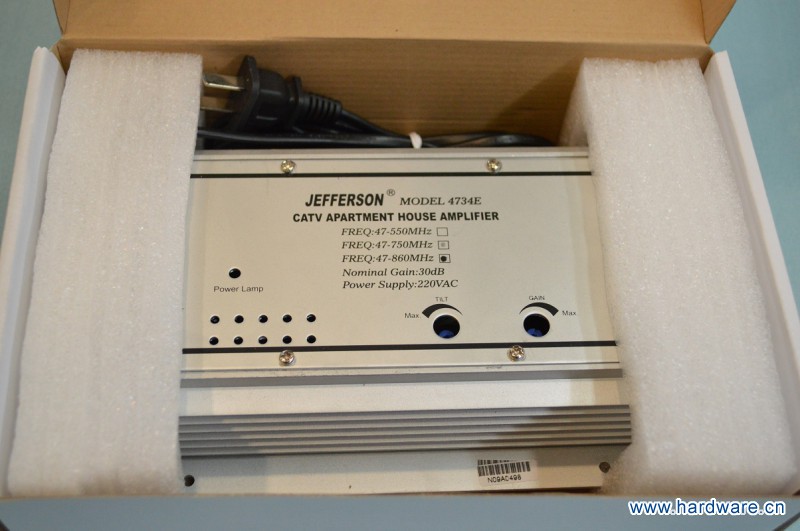 JEFFERSON® MODEL 4734E
CATV APARTMENT HOUSE AMPLIFIER
FREQ:47-550MHz
FREQ:47-750MHz
FREQ:47-860MHz
Nominal Gain:30dB
Power Supply:220VAC
Power Lamp
TILT
Max
GAIN
Max
N09A0498
www.hardware.cn